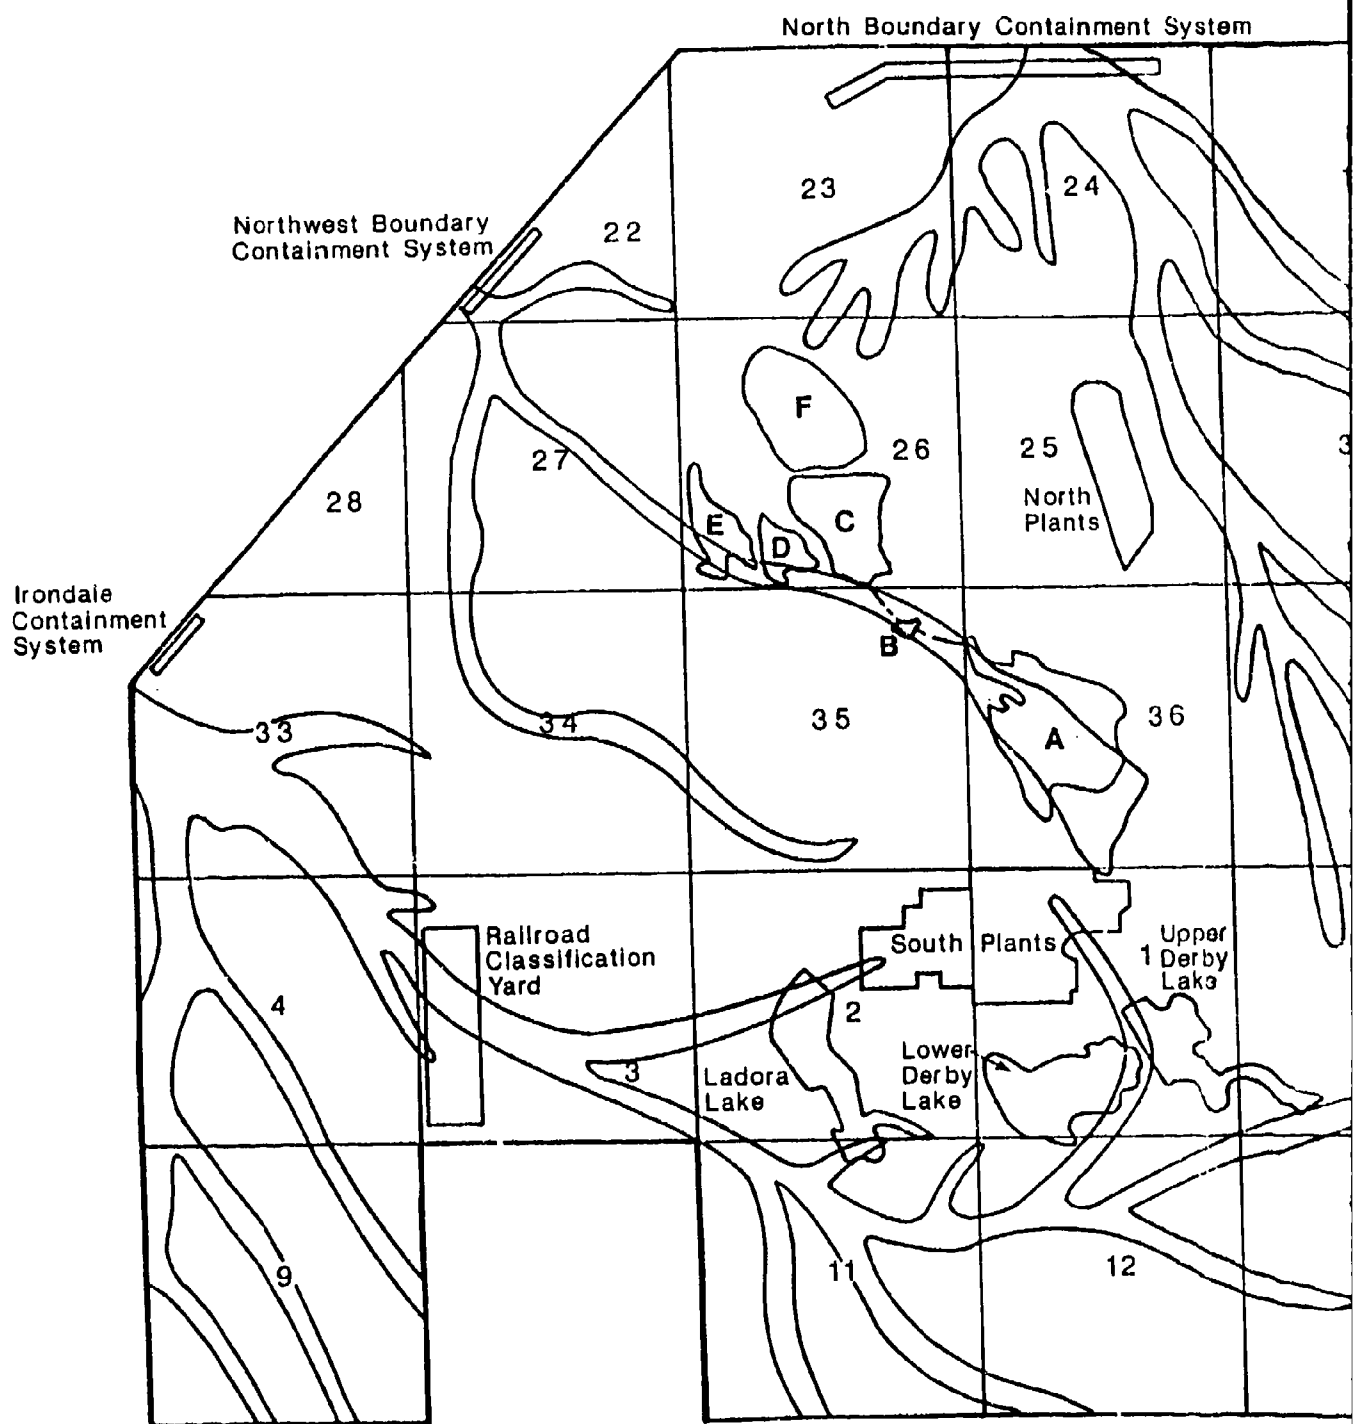 North Boundary Containment System
23
24
Northwest Boundary
Containment System
22
F
27
26
25
3
28
North
Plants
E
D
C
Irondale
Containment
System
B
33
34
35
A
36
Railroad
Classification
Yard
South Plants
1
Upper
Derby
Lake
4
2
3
Ladora
Lake
Lower
Derby
Lake
9
11
12